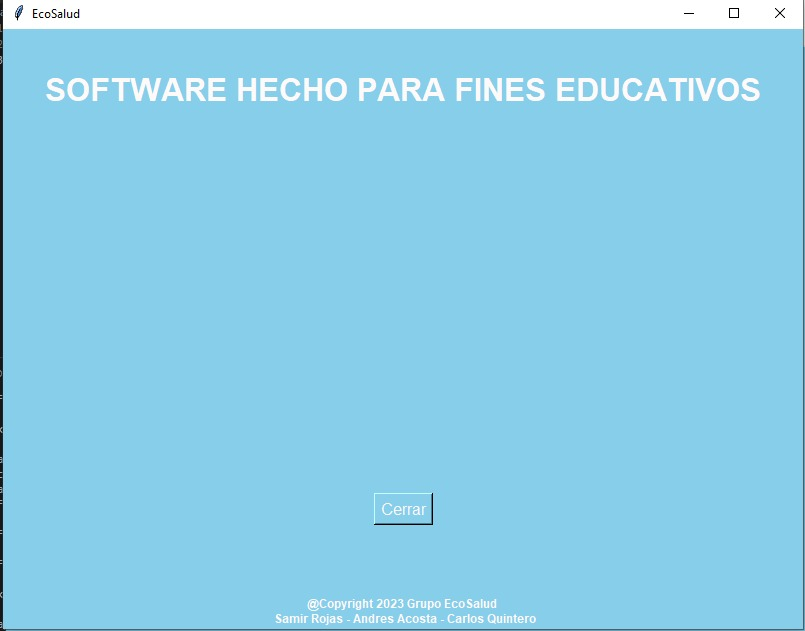 EcoSalud
SOFTWARE HECHO PARA FINES EDUCATIVOS
Cerrar
@Copyright 2023 Grupo EcoSalud
Samir Rojas - Andres Acosta - Carlos Quintero